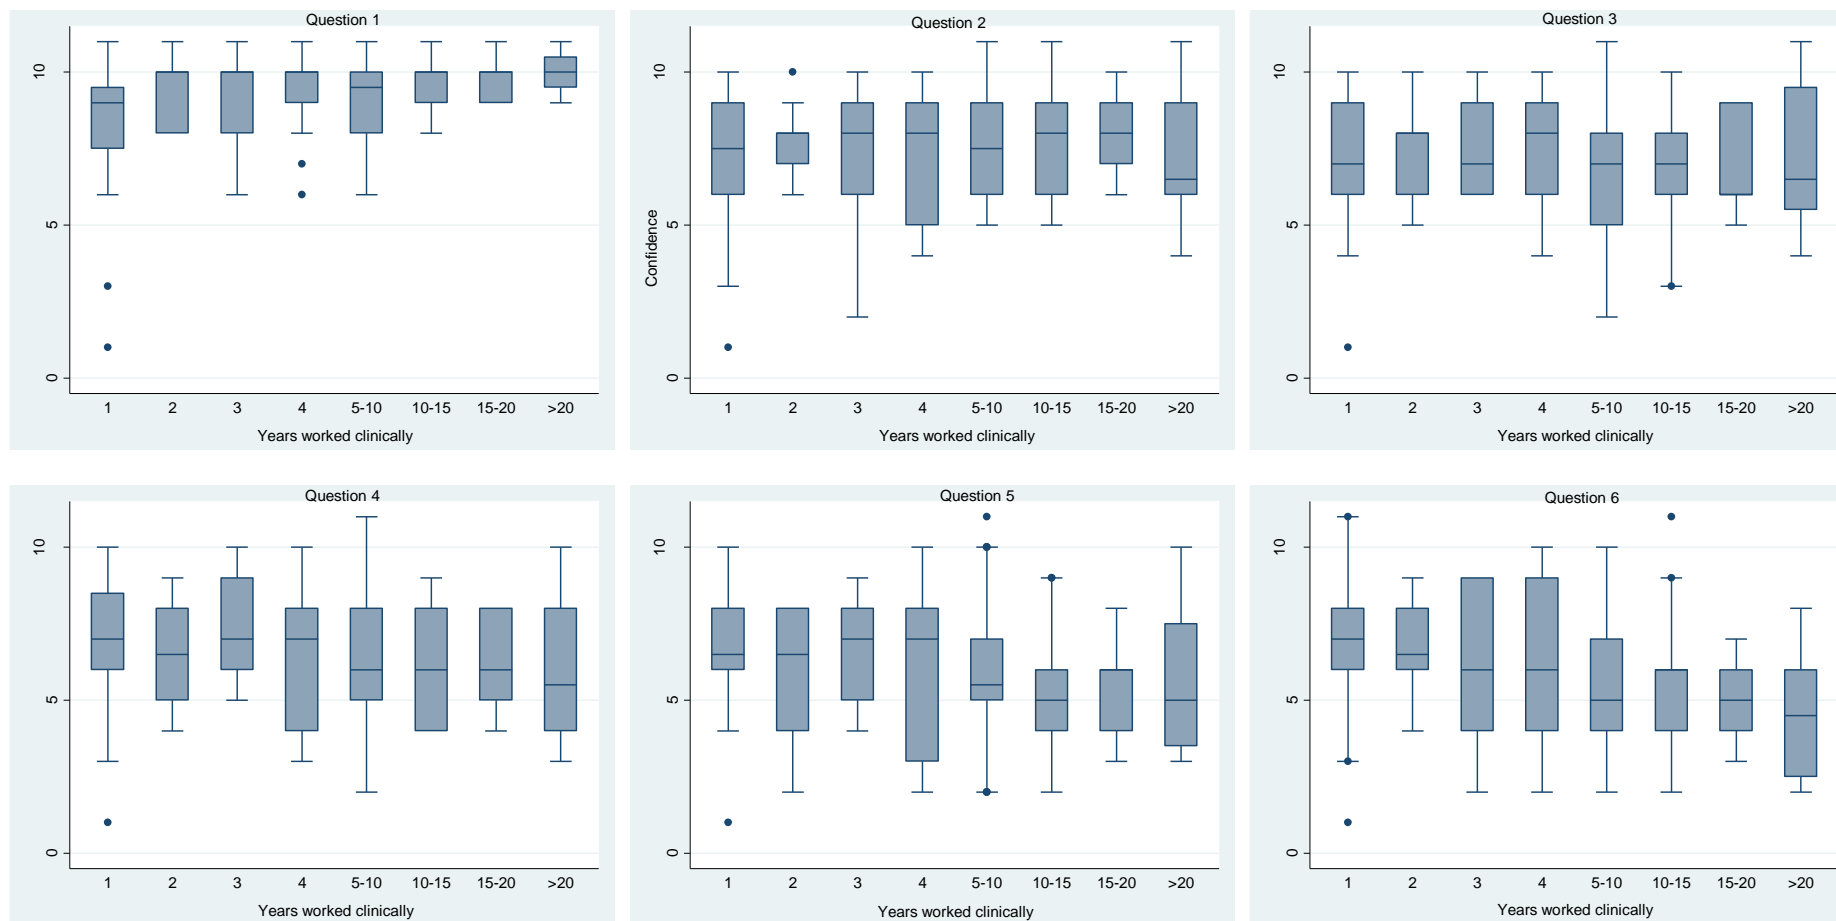 Question 1
10
5
0
1 2 3 4 5-10 10-15 15-20 >20
Years worked clinically
Question 2
Confidence
10
5
0
1 2 3 4 5-10 10-15 15-20 >20
Years worked clinically
Question 3
10
5
0
1 2 3 4 5-10 10-15 15-20 >20
Years worked clinically
Question 4
10
5
0
1 2 3 4 5-10 10-15 15-20 >20
Years worked clinically
Question 5
10
5
0
1 2 3 4 5-10 10-15 15-20 >20
Years worked clinically
Question 6
10
5
0
1 2 3 4 5-10 10-15 15-20 >20
Years worked clinically